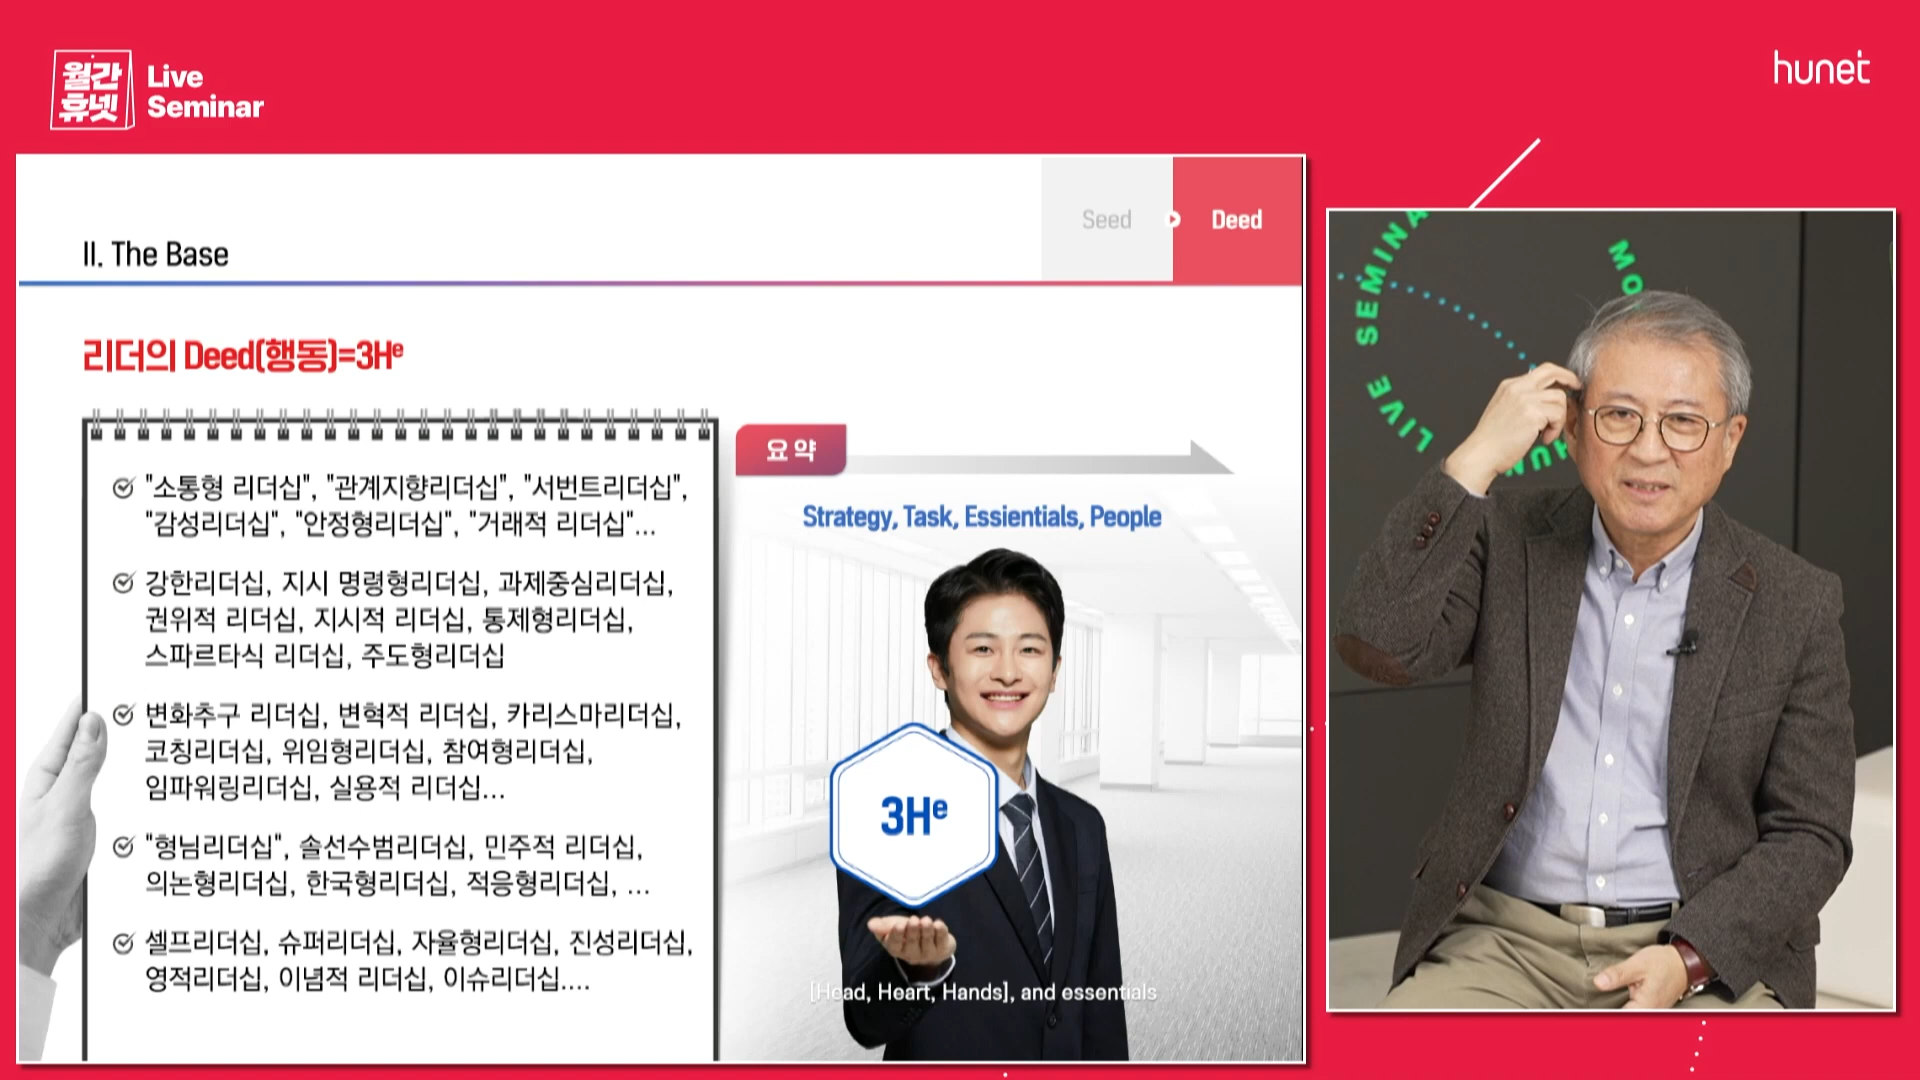 월간
휴넷
Live
Seminar
hunet
Seed
Deed
II. The Base
리더의 Deed(행동)=3Hᵉ
"소통형 리더십", "관계지향리더십", "서번트리더십",
"감성리더십", "안정형리더십", "거래적 리더십"...
강한리더십, 지시 명령형리더십, 과제중심리더십,
권위적 리더십, 지시적 리더십, 통제형리더십,
스파르타식 리더십, 주도형리더십
변화추구 리더십, 변혁적 리더십, 카리스마리더십,
코칭리더십, 위임형리더십, 참여형리더십,
임파워링리더십, 실용적 리더십...
"형님리더십", 솔선수범리더십, 민주적 리더십,
의논형리더십, 한국형리더십, 적응형리더십, ...
셀프리더십, 슈퍼리더십, 자율형리더십, 진성리더십,
영적리더십, 이념적 리더십, 이슈리더십....
요약
Strategy, Task, Essientials, People
3Hᵉ
[Head, Heart, Hands], and essentials
LIVE SEMINA
MO
HUN